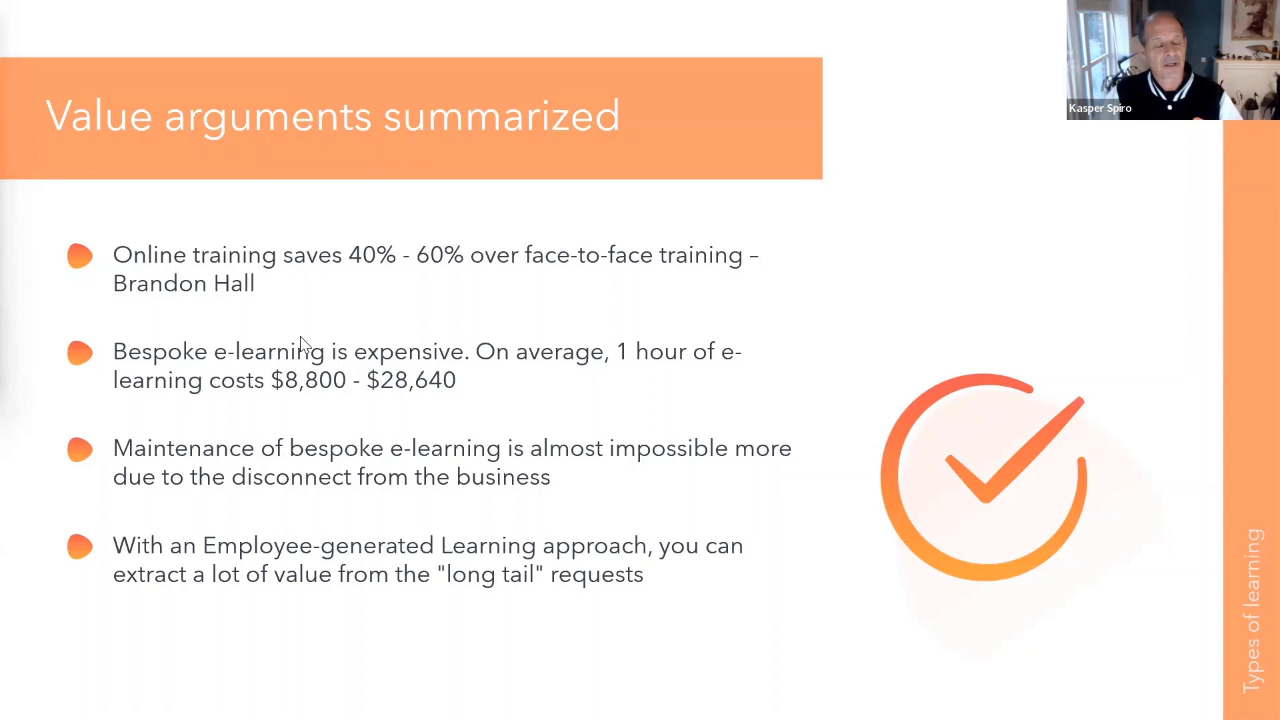 Value arguments summarized
Kasper Spiro
Online training saves 40% - 60% over face-to-face training –
Brandon Hall
Bespoke e-learning is expensive. On average, 1 hour of e-
learning costs $8,800 - $28,640
Maintenance of bespoke e-learning is almost impossible more
due to the disconnect from the business
With an Employee-generated Learning approach, you can
extract a lot of value from the "long tail" requests
Types of learning